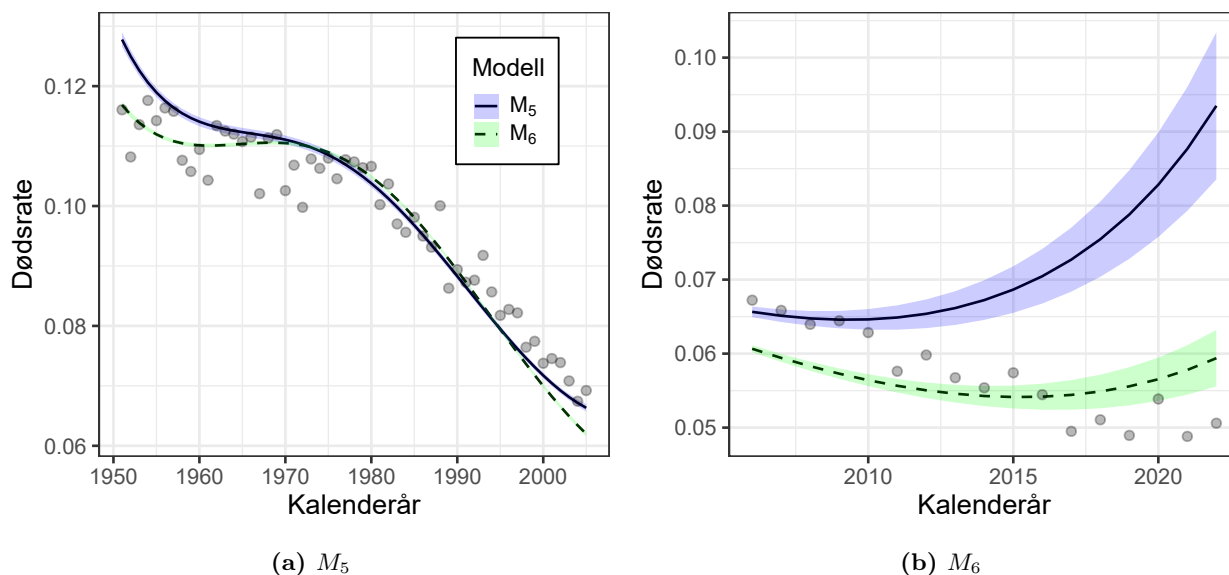 Dødsrate
0.12
0.10
0.08
0.06
1950 1960 1970 1980 1990 2000
Kalenderår
Modell
M5
M6
(a) M5
Dødsrate
0.10
0.09
0.08
0.07
0.06
0.05
2010 2015 2020
Kalenderår
(b) M6